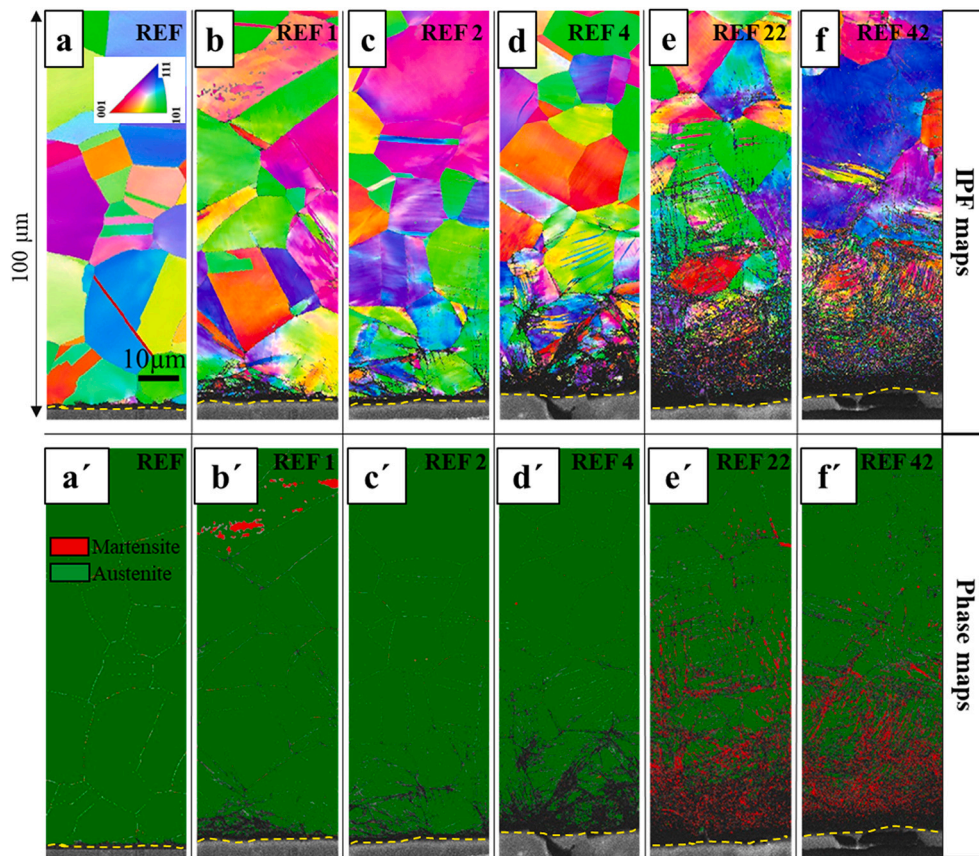 a REF
b REF 1
c REF 2
d REF 4
e REF 22
f REF 42
111
001
101
100 μm
10μm
IPF maps
a´ REF
b´ REF 1
c´ REF 2
d´ REF 4
e´ REF 22
f´ REF 42
Martensite
Austenite
Phase maps